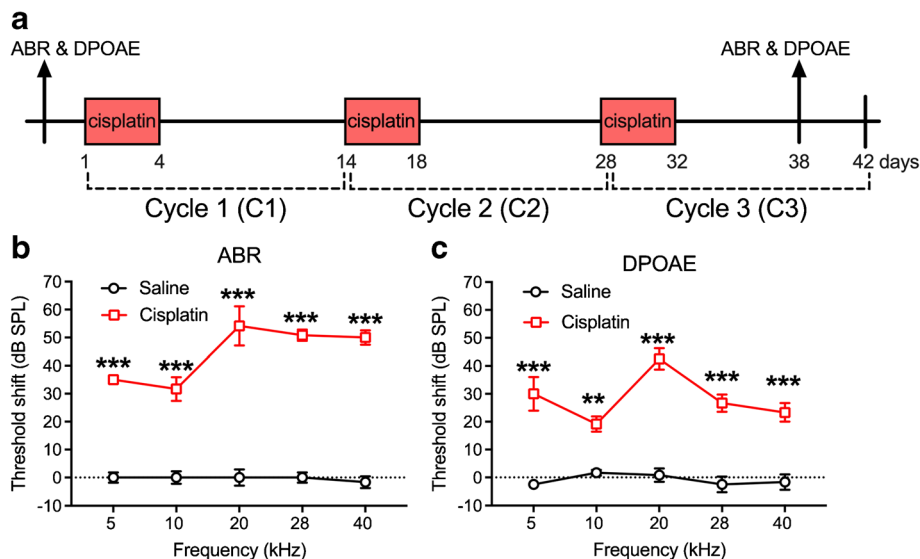 a
ABR & DPOAE ABR & DPOAE
cisplatin cisplatin cisplatin
1 4 14 18 28 32 38 42 days
Cycle 1 (C1) Cycle 2 (C2) Cycle 3 (C3)
b
ABR
Threshold shift (dB SPL)
70
60
50
40
30
20
10
0
-10
Saline
Cisplatin
*** *** *** *** ***
5 10 20 28 40
Frequency (kHz)
c
DPOAE
Threshold shift (dB SPL)
70
60
50
40
30
20
10
0
-10
Saline
Cisplatin
*** ** *** *** ***
5 10 20 28 40
Frequency (kHz)